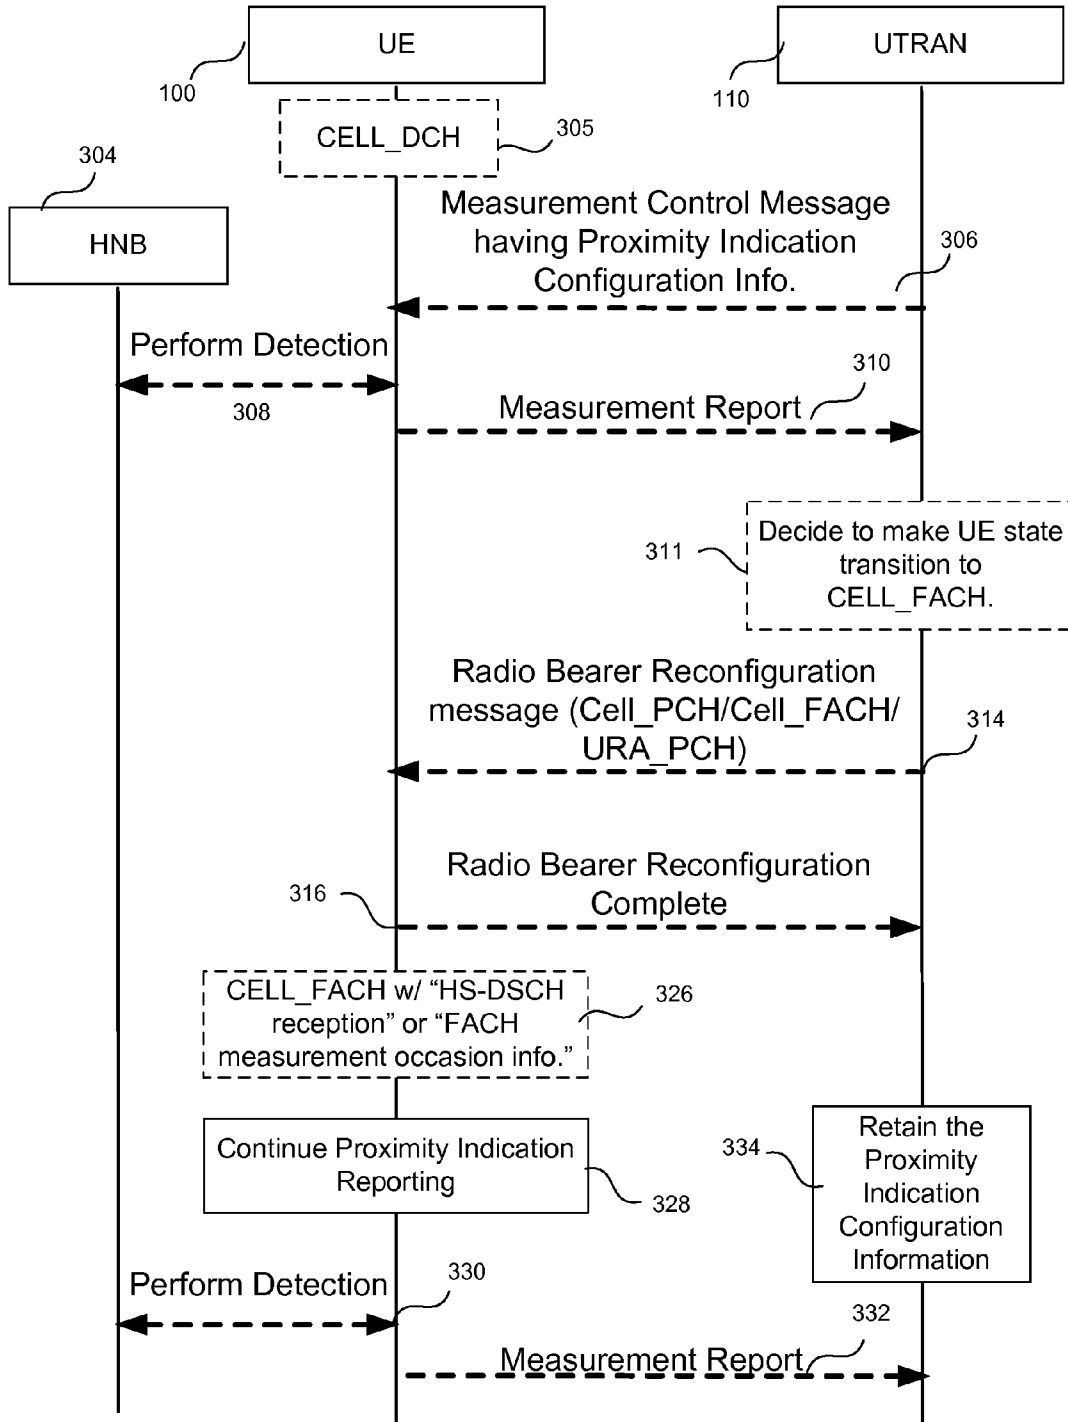 UE
UTRAN
100
110
CELL_DCH
305
304
HNB
Measurement Control Message
having Proximity Indication
Configuration Info.
306
Perform Detection
308
310
Measurement Report
Decide to make UE state
transition to
CELL_FACH.
311
Radio Bearer Reconfiguration
message (Cell_PCH/Cell_FACH/
URA_PCH)
314
Radio Bearer Reconfiguration
Complete
316
CELL_FACH w/ “HS-DSCH
reception” or “FACH
measurement occasion info.”
326
Continue Proximity Indication
Reporting
328
Retain the
Proximity
Indication
Configuration
Information
334
Perform Detection
330
332
Measurement Report